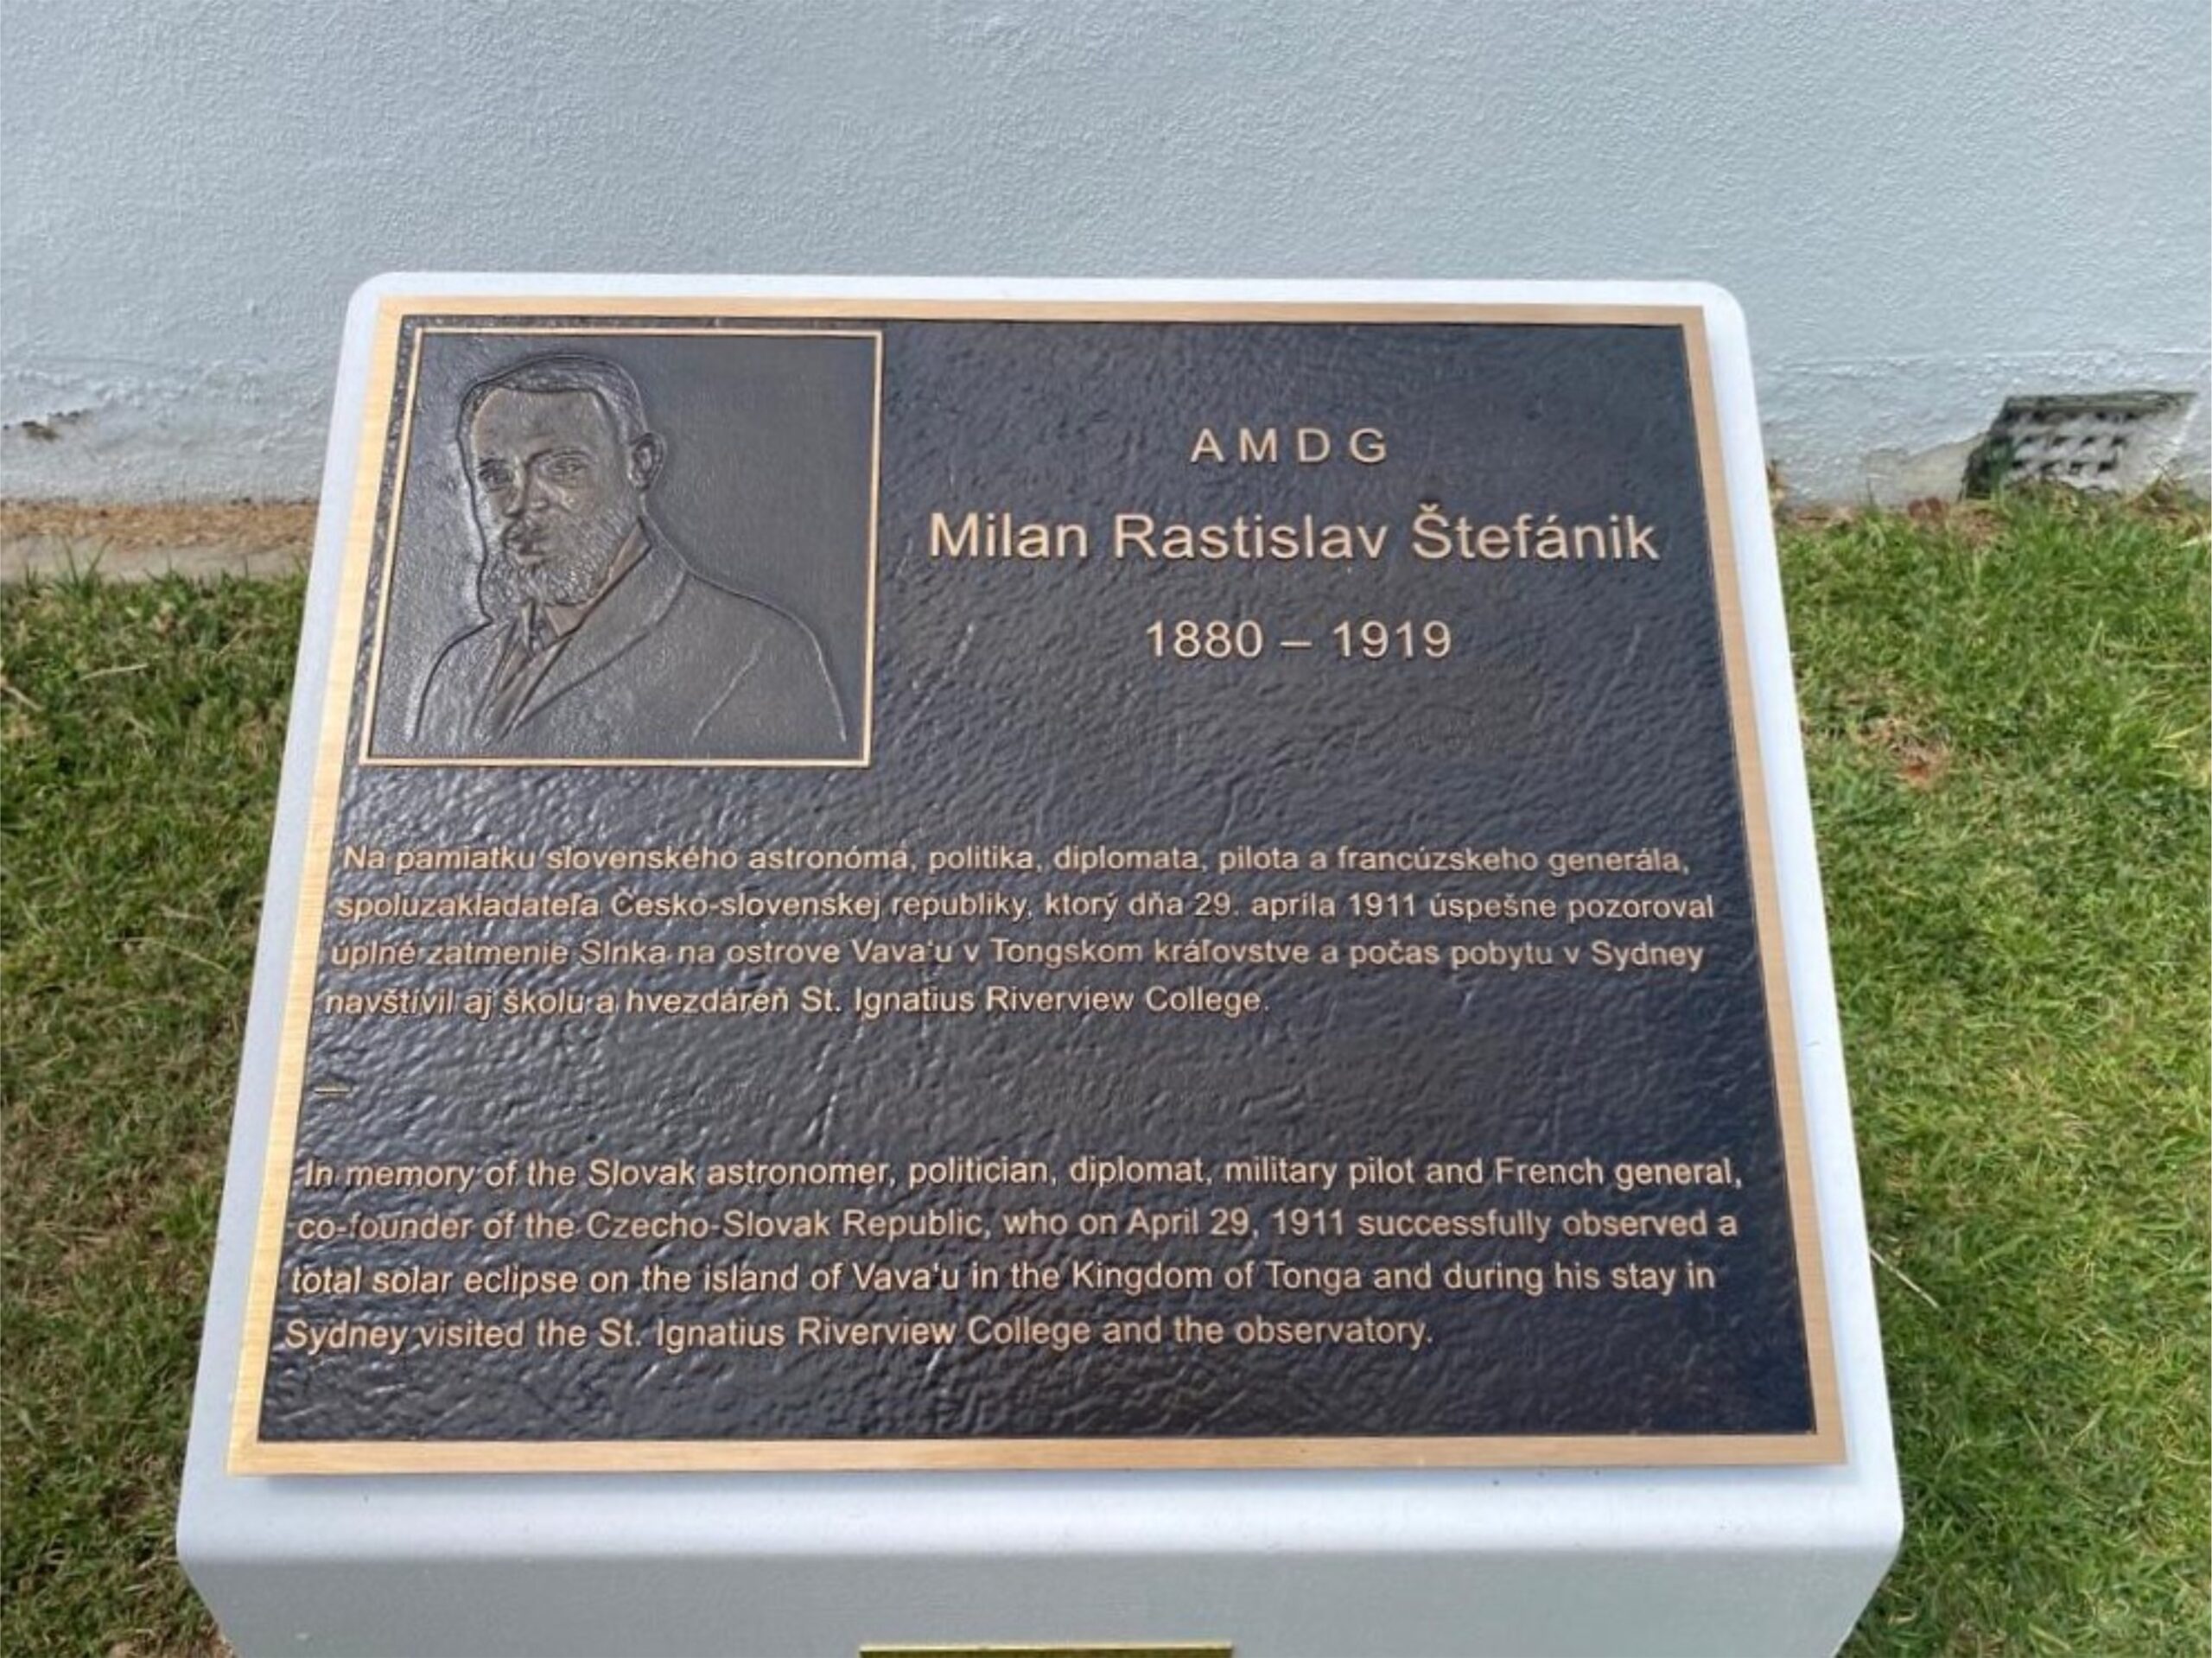 A M D G
Milan Rastislav Štefánik
1880 – 1919
Na pamiatku slovenského astronóma, politika, diplomata, pilota a francúzskeho generála,
spoluzakladateľa Česko-slovenskej republiky, ktorý dňa 29. apríla 1911 úspešne pozoroval
úplné zatmenie Slnka na ostrove Vava'u v Tongskom kráľovstve a počas pobytu v Sydney
navštívil aj školu a hvezdáreň St. Ignatius Riverview College.
—
In memory of the Slovak astronomer, politician, diplomat, military pilot and French general,
co-founder of the Czecho-Slovak Republic, who on April 29, 1911 successfully observed a
total solar eclipse on the island of Vava'u in the Kingdom of Tonga and during his stay in
Sydney visited the St. Ignatius Riverview College and the observatory.